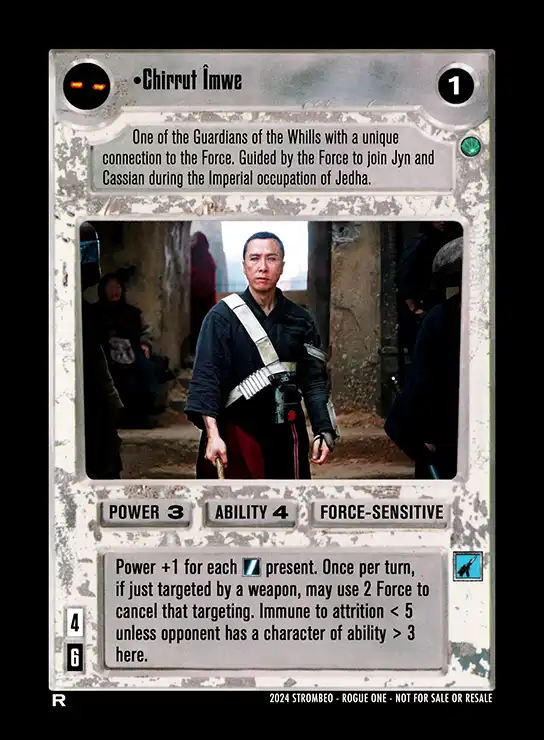 •Chirrut Îmwe
1
One of the Guardians of the Whills with a unique
connection to the Force. Guided by the Force to join Jyn and
Cassian during the Imperial occupation of Jedha.
POWER 3 ABILITY 4 FORCE-SENSITIVE
Power +1 for each present. Once per turn,
if just targeted by a weapon, may use 2 Force to
cancel that targeting. Immune to attrition < 5
unless opponent has a character of ability > 3
here.
4
6
R
2024 STROMBEO - ROGUE ONE - NOT FOR SALE OR RESALE